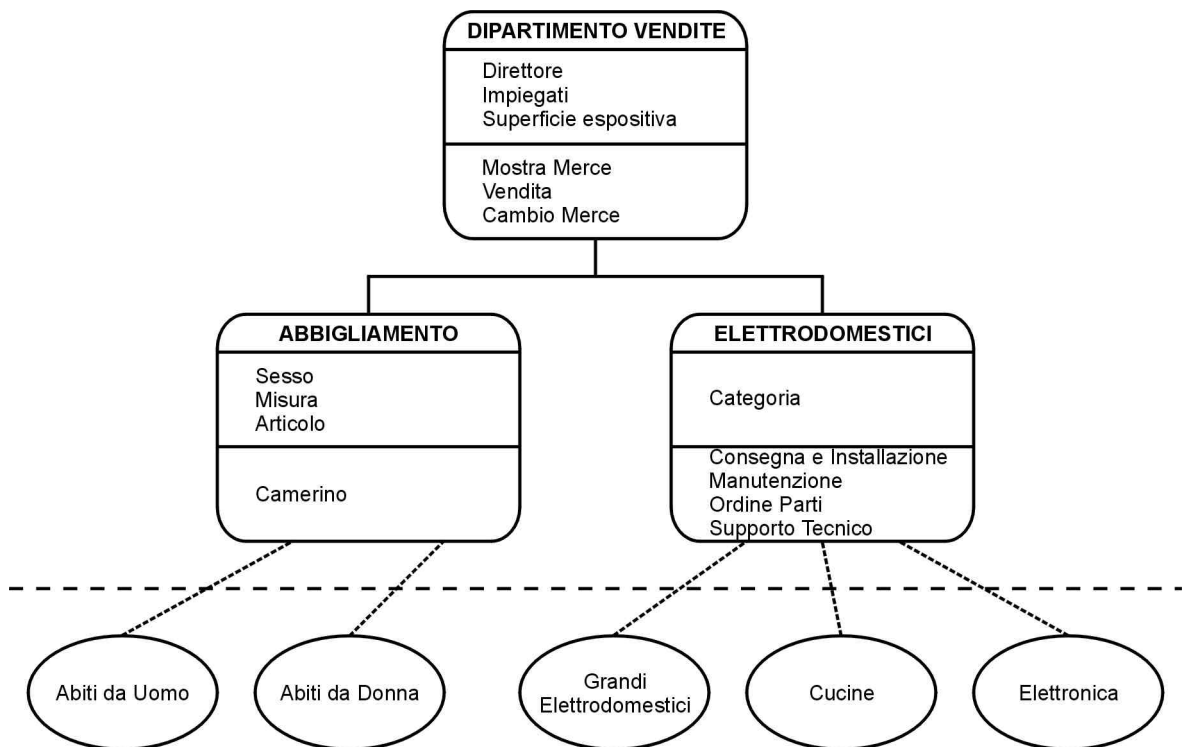 DIPARTIMENTO VENDITE
Direttore
Impiegati
Superficie espositiva
Mostra Merce
Vendita
Cambio Merce
ABBIGLIAMENTO
Sesso
Misura
Articolo
Camerino
ELETTRODOMESTICI
Categoria
Consegna e Installazione
Manutenzione
Ordine Parti
Supporto Tecnico
Abiti da Uomo
Abiti da Donna
Grandi
Elettrodomestici
Cucine
Elettronica